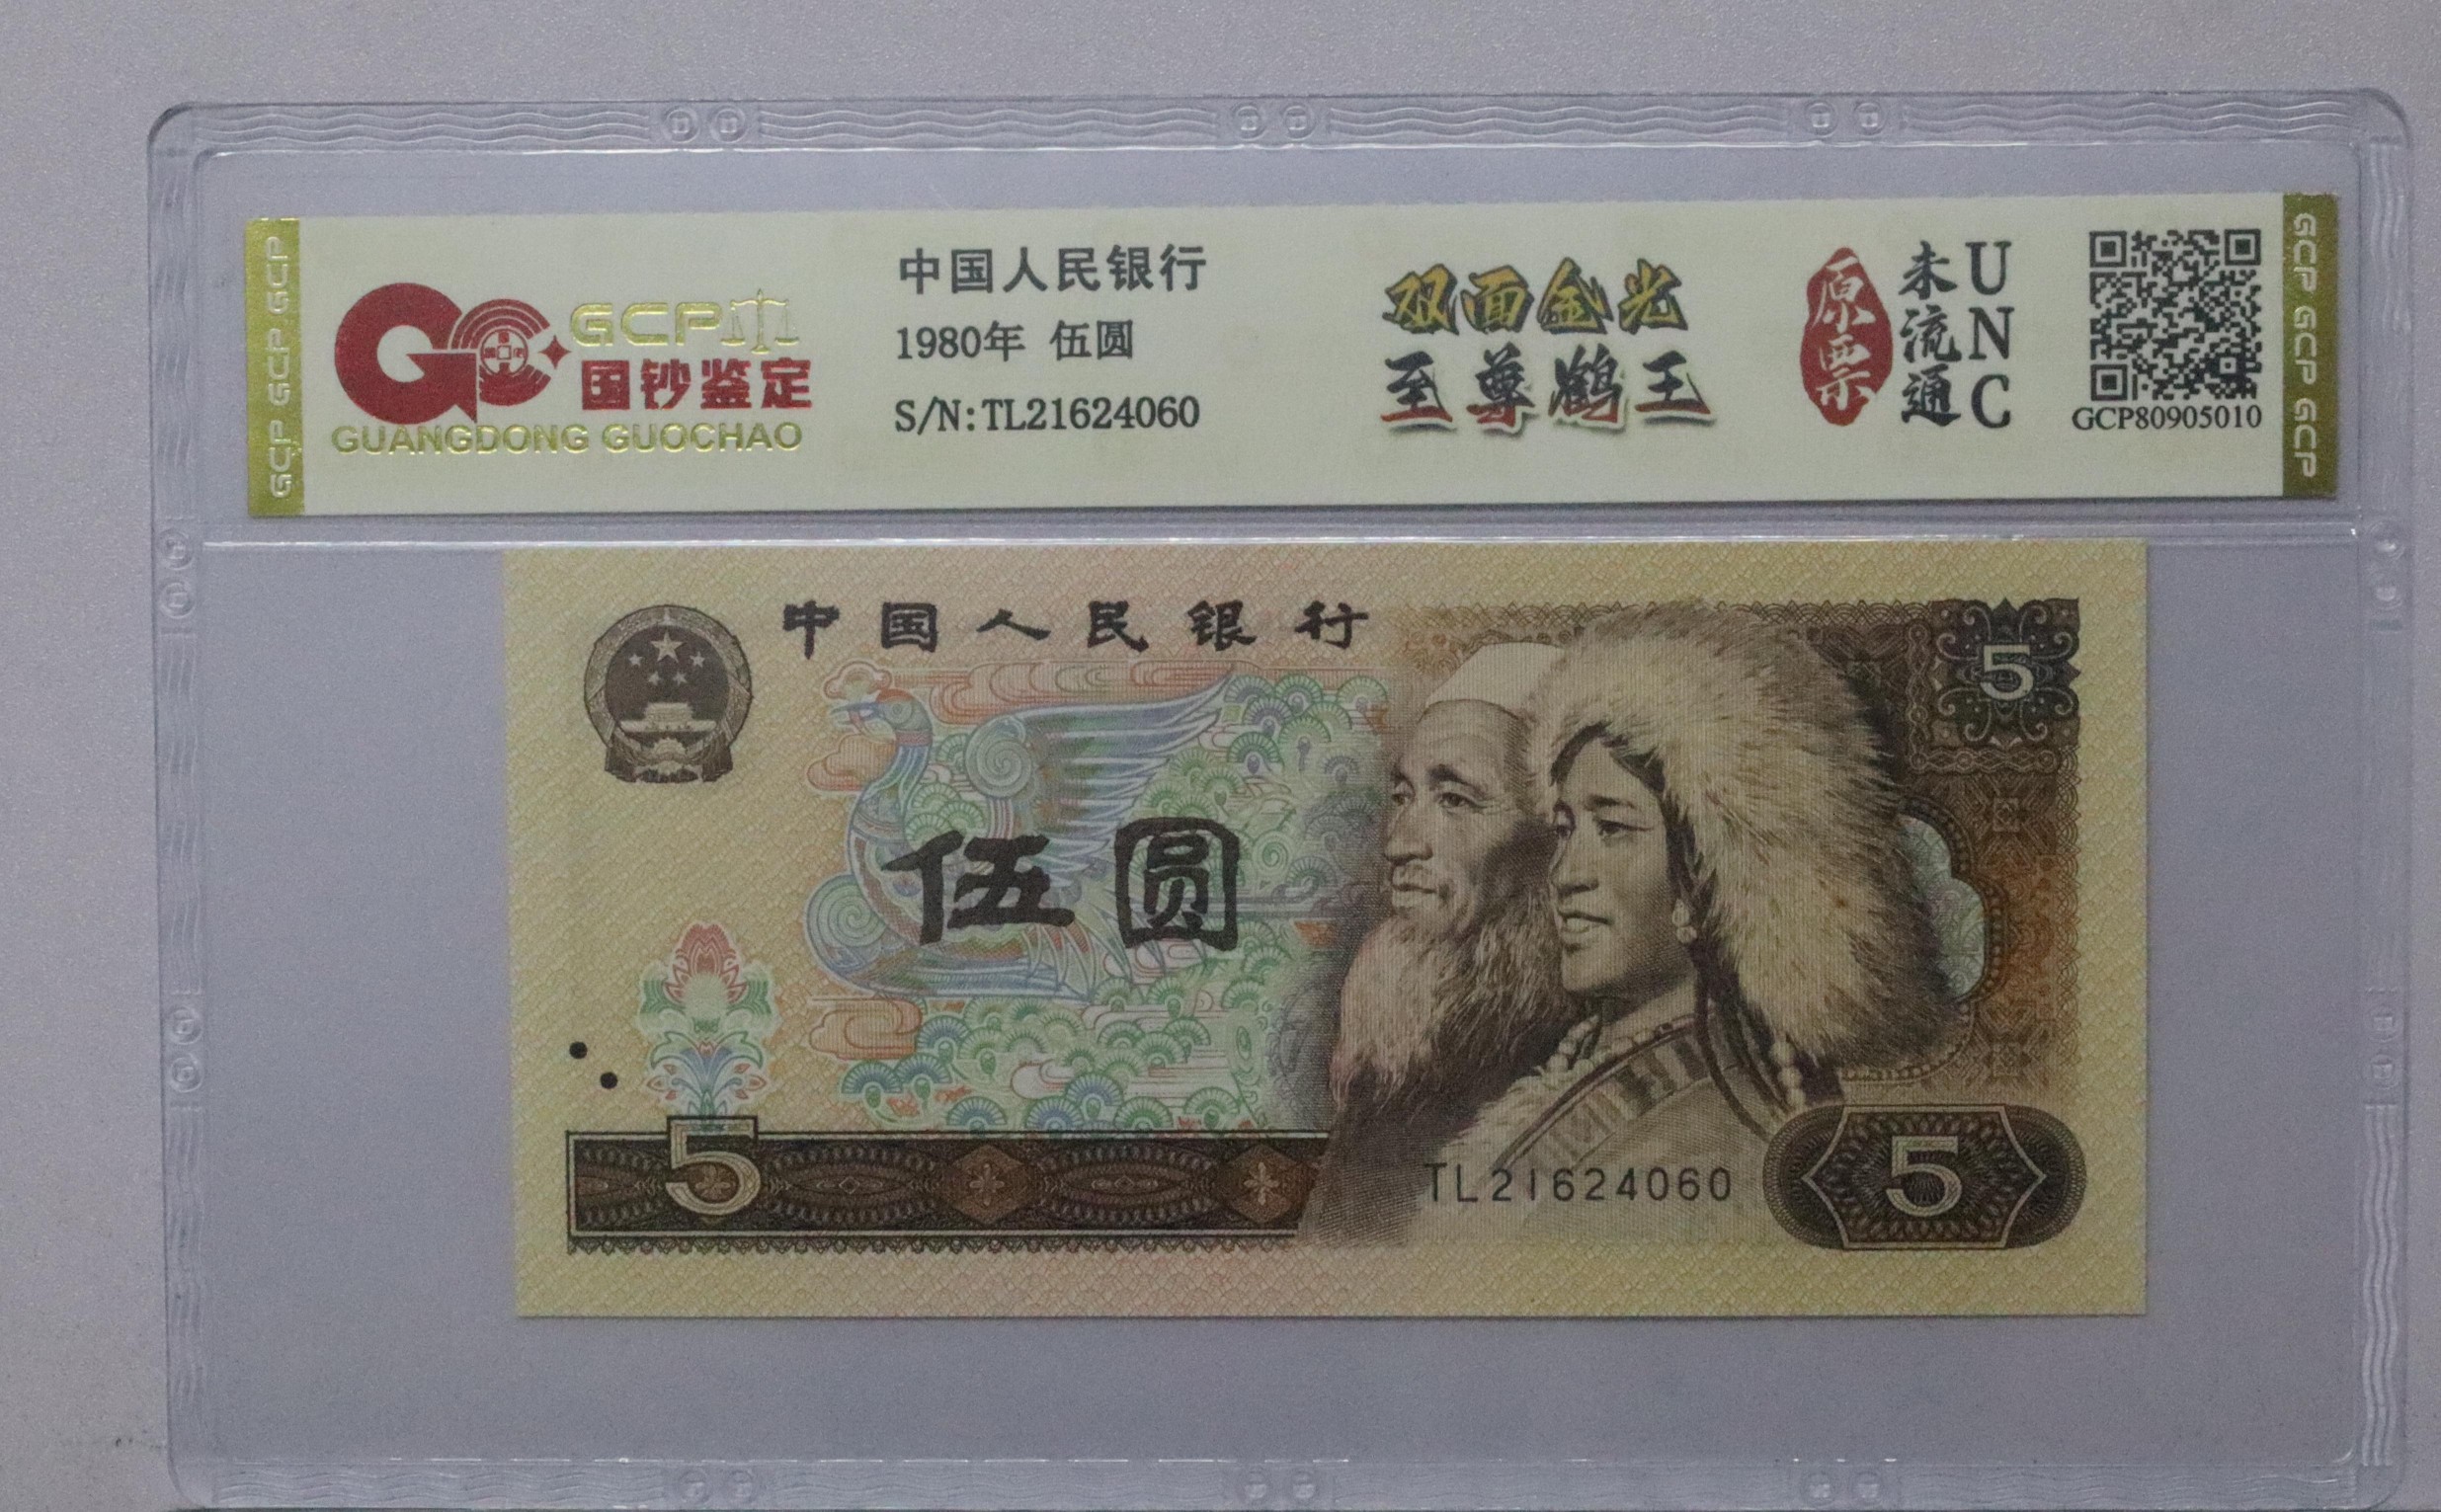 GCP GCP GCP
GCP
国钞鉴定
GUANGDONG GUOCHAO
中国人民银行
1980年 伍圆
S/N:TL21624060
双面金光
至尊鹤王
原票
未流通
UNC
GCP80905010
GCP GCP GCP
中国人民银行
5
伍圆
5
TL21624060
5